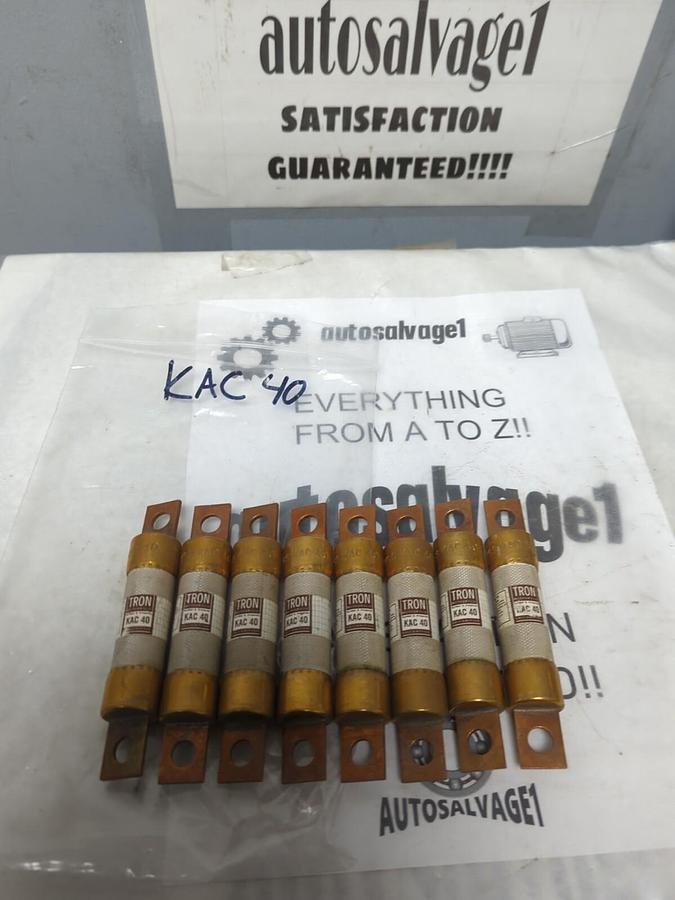 autosalvage1
SATISFACTION
GUARANTEED!!!!
autosalvage1
KAC 40
EVERYTHING
FROM A TO Z!!
autosalvage1
TRON
KAC 40
TRON
KAC 40
TRON
KAC 40
TRON
KAC 40
TRON
KAC 40
TRON
KAC 40
TRON
KAC 40
TRON
KAC 40
AUTOSALVAGE1